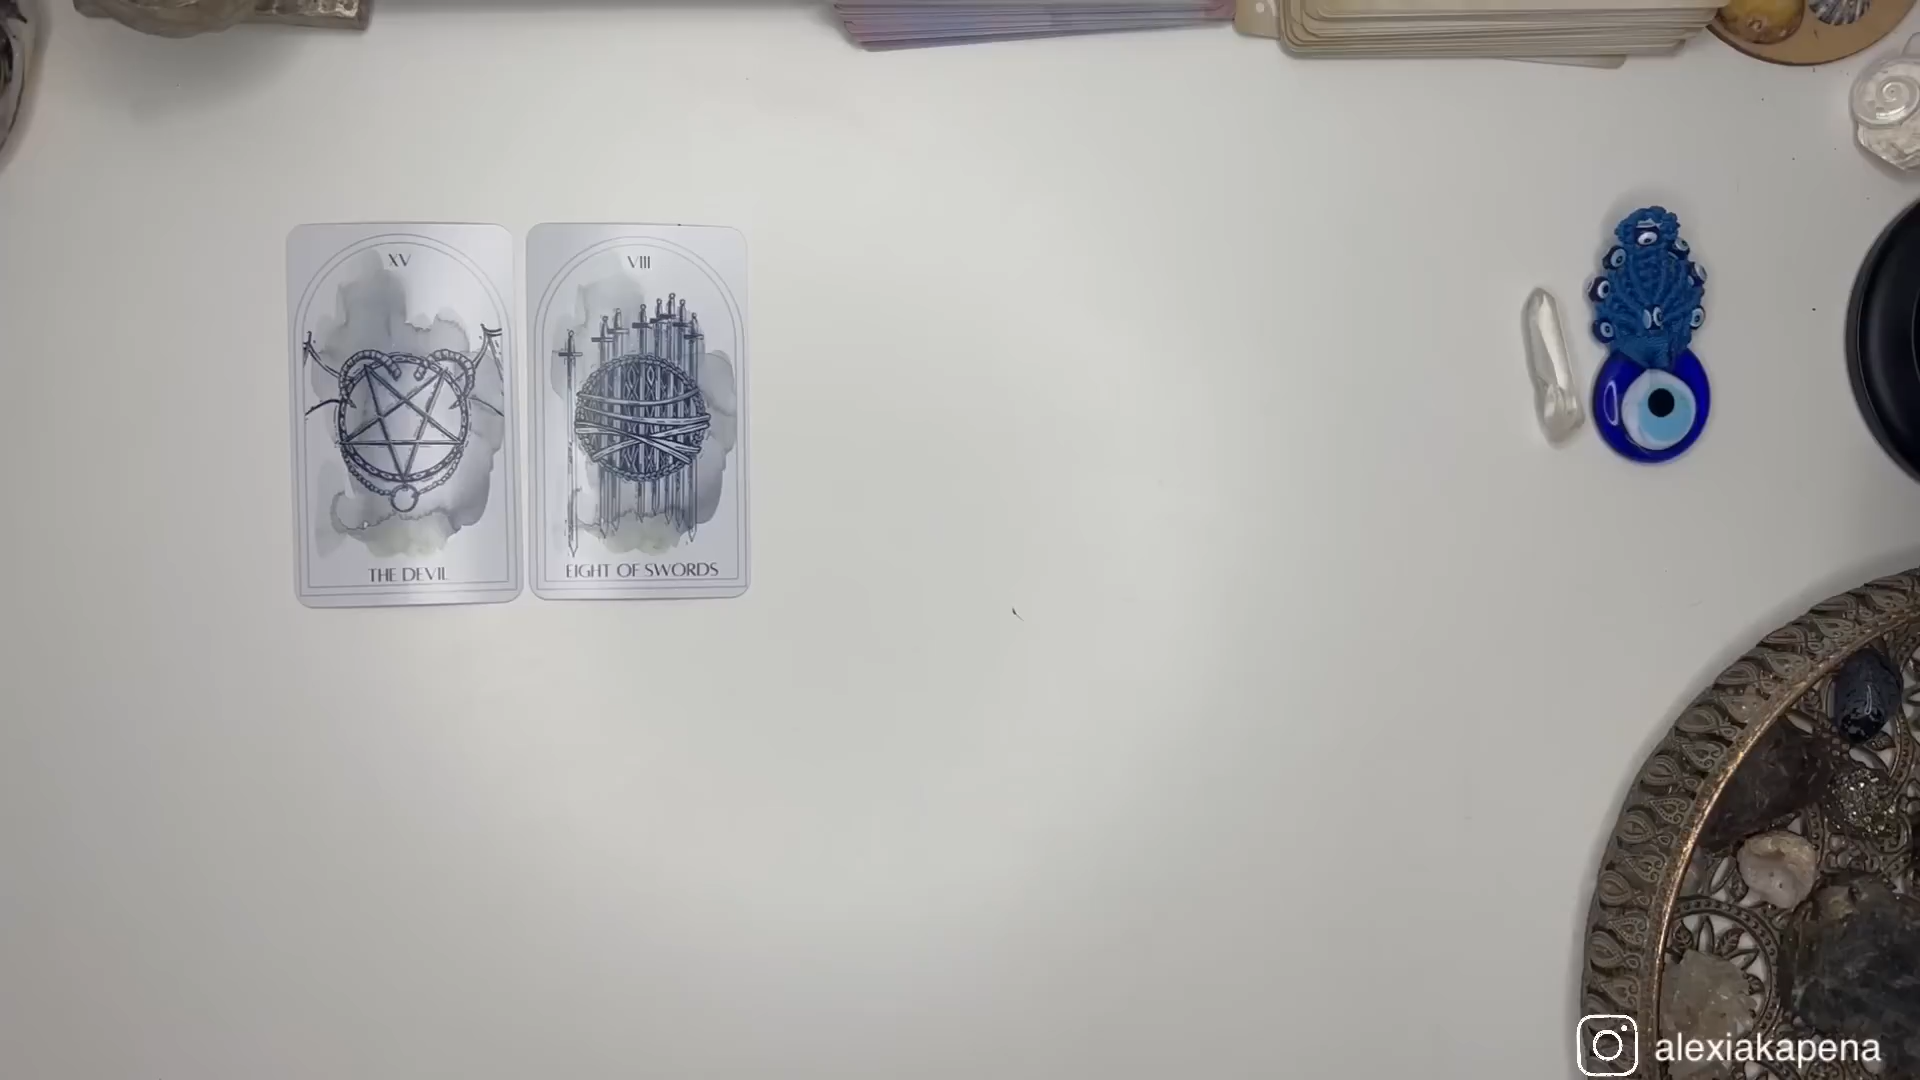 XV
THE DEVIL
VIII
EIGHT OF SWORDS
alexiakapena